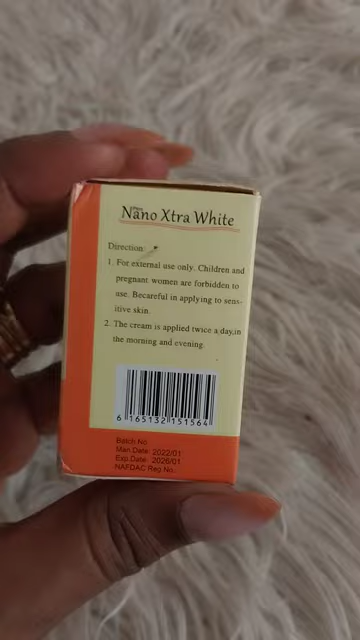 Nano Xtra White
Direction:
1. For external use only. Children and
pregnant women are forbidden to
use. Becareful in applying to sens-
itive skin.
2. The cream is applied twice a day,in
the morning and evening.
6 165132 151564
Batch No.
Man.Date: 2022/01
Exp.Date: 2026/01
NAFDAC Reg.No.